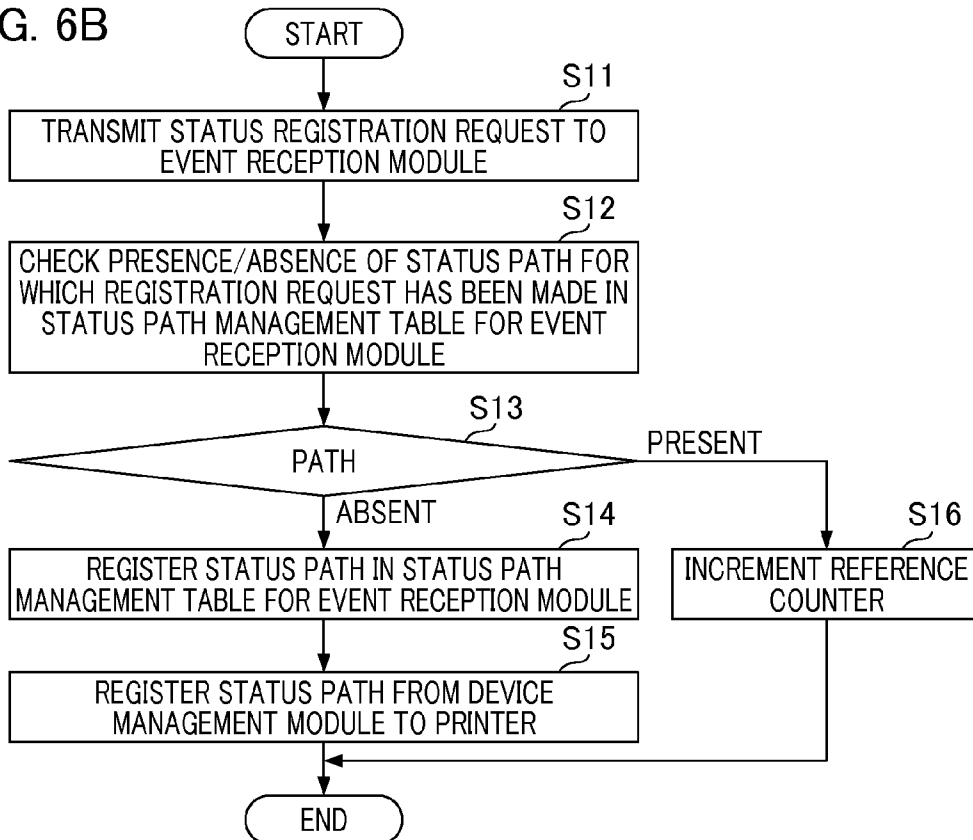 G. 6B
START
S11
TRANSMIT STATUS REGISTRATION REQUEST TO
EVENT RECEPTION MODULE
S12
CHECK PRESENCE/ABSENCE OF STATUS PATH FOR
WHICH REGISTRATION REQUEST HAS BEEN MADE IN
STATUS PATH MANAGEMENT TABLE FOR EVENT
RECEPTION MODULE
S13
PATH
PRESENT
ABSENT
S14
REGISTER STATUS PATH IN STATUS PATH
MANAGEMENT TABLE FOR EVENT RECEPTION MODULE
S16
INCREMENT REFERENCE
COUNTER
S15
REGISTER STATUS PATH FROM DEVICE
MANAGEMENT MODULE TO PRINTER
END